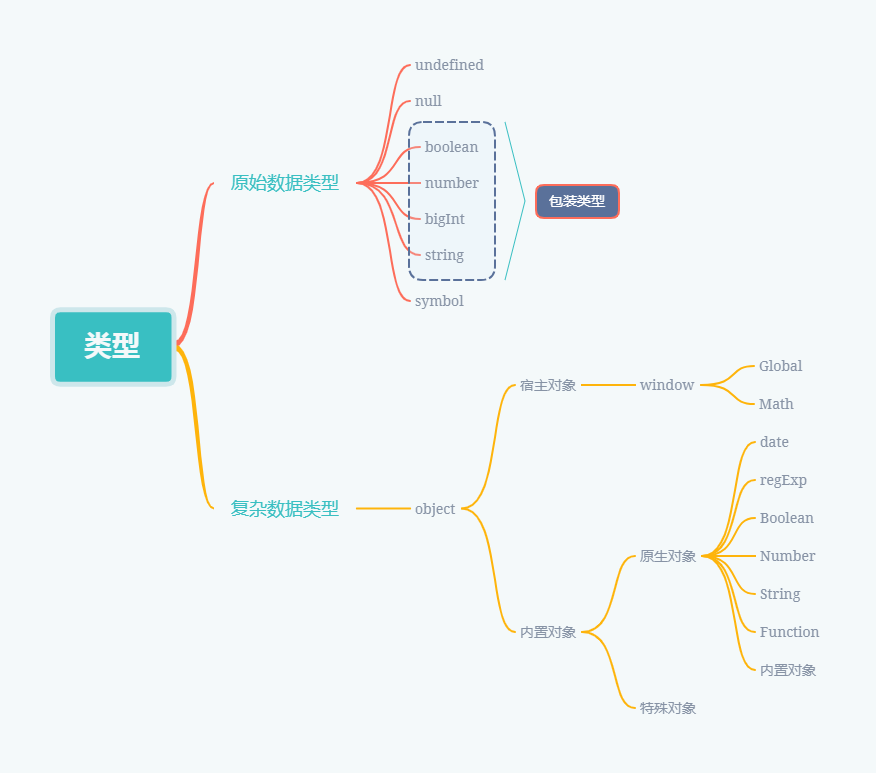 类型
原始数据类型
undefined
null
boolean
number
bigInt
string
symbol
包装类型
复杂数据类型
object
宿主对象
window
Global
Math
内置对象
原生对象
date
regExp
Boolean
Number
String
Function
内置对象
特殊对象